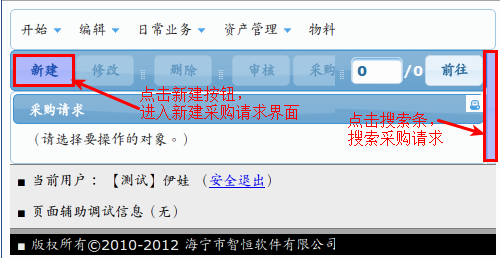 开始 编辑 日常业务 资产管理 物料
新建 修改 删除 审核 采购 0 /0 前往
点击新建按钮，
进入新建采购请求界面
采购请求
点击搜索条，
搜索采购请求
（请选择要操作的对象。）
■ 当前用户：【测试】伊娃（安全退出）
■ 页面辅助调试信息（无）
■ 版权所有©2010-2012 海宁市智恒软件有限公司